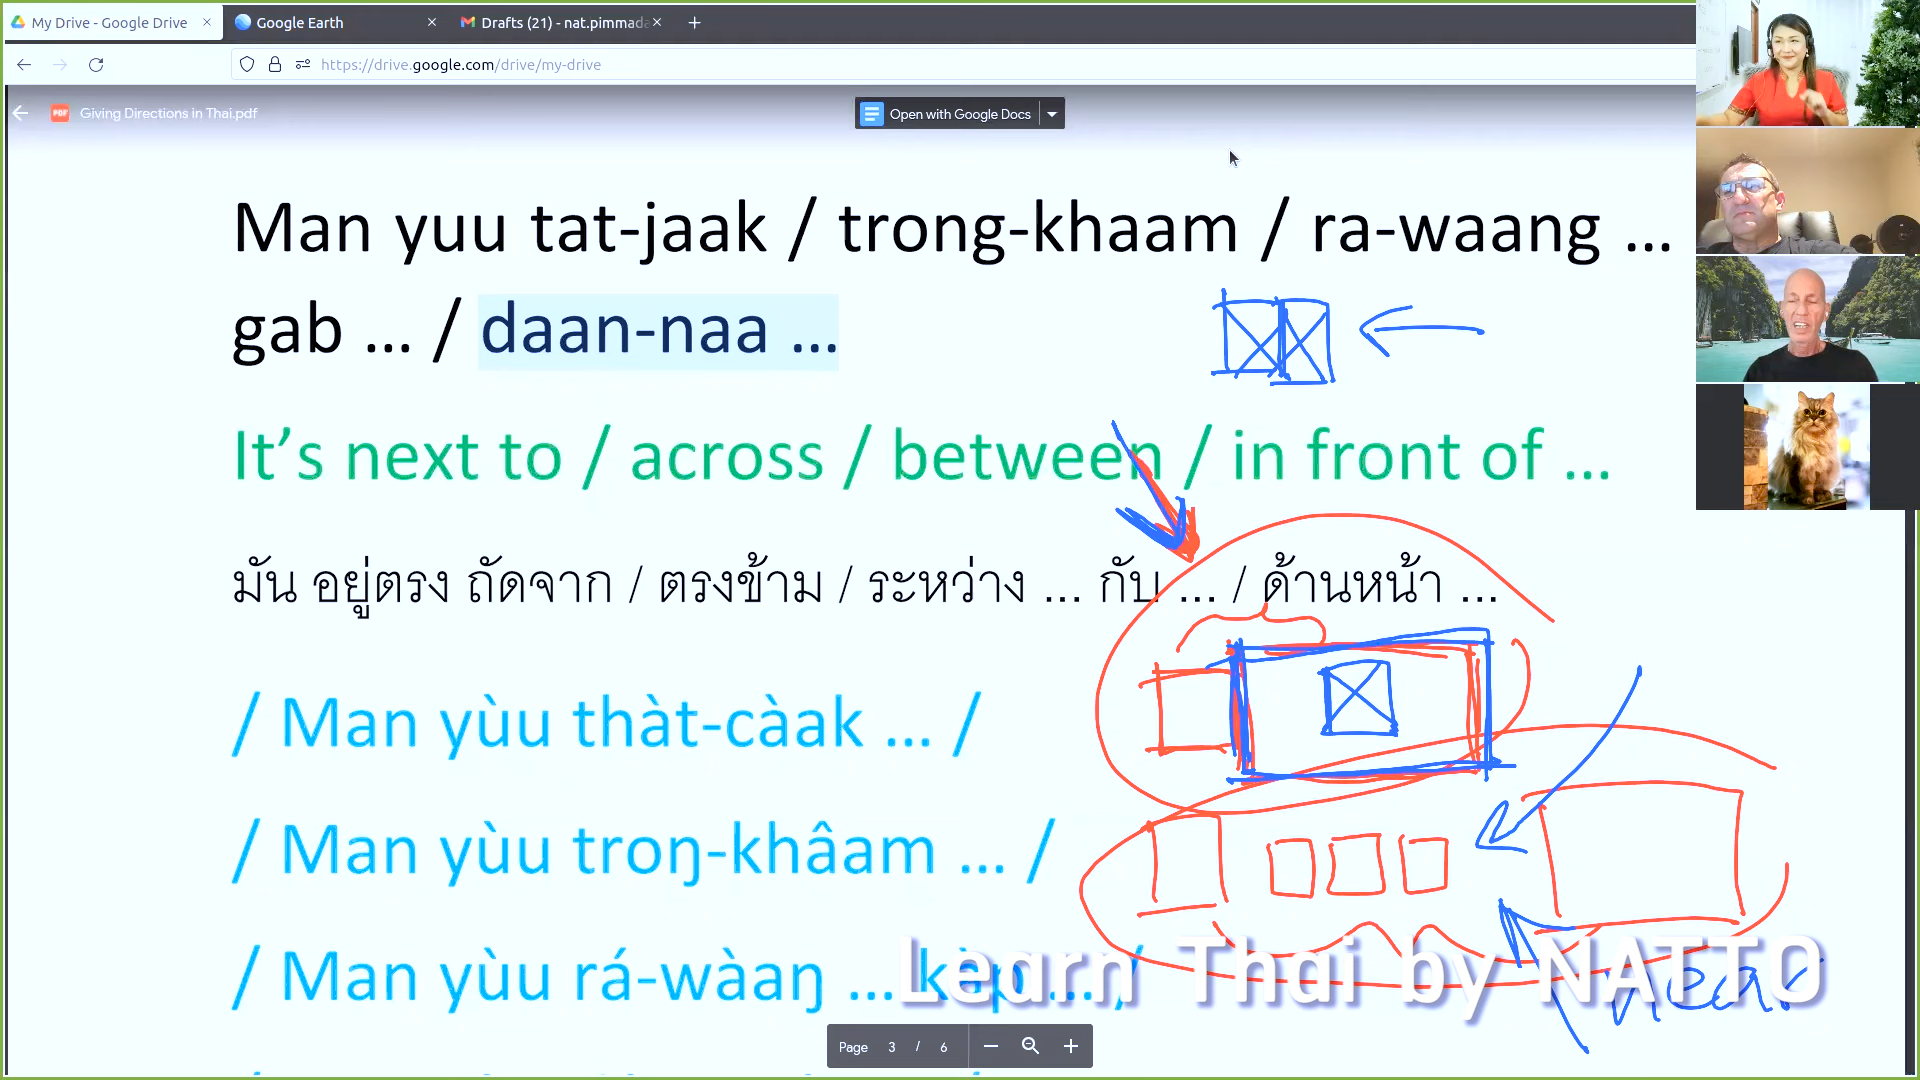 My Drive - Google Drive
Google Earth
Drafts (21) - nat.pimmada
https://drive.google.com/drive/my-drive
Giving Directions in Thai.pdf
Open with Google Docs
Man yuu tat-jaak / trong-khaam / ra-waang ...
gab ... / daan-naa ...
It’s next to / across / between / in front of ...
มัน อยู่ตรง ถัดจาก / ตรงข้าม / ระหว่าง ... กับ ... / ด้านหน้า ...
/ Man yùu thàt-càak ... /
/ Man yùu troŋ-khâam ... /
/ Man yùu rá-wàaŋ ... kàp ... /
Learn Thai by NATTO
near
Page 3 / 6